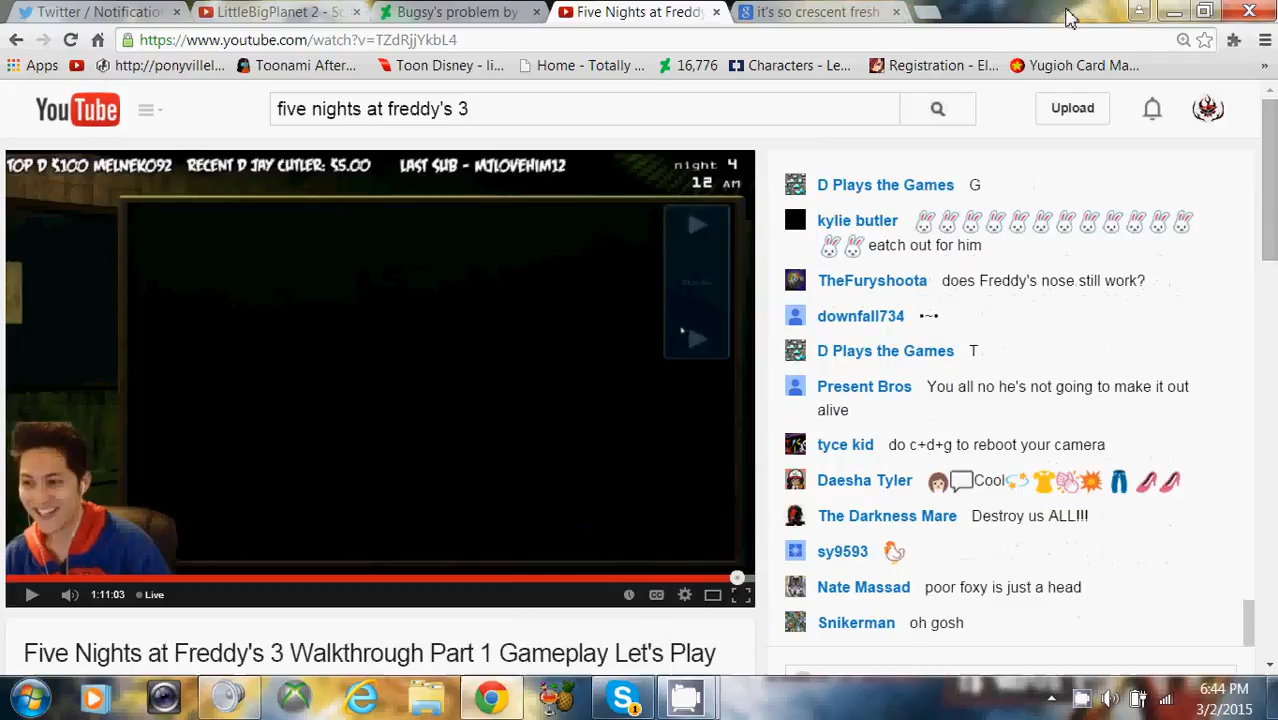 Twitter / Notification
LittleBigPlanet 2 - So
Bugsy's problem by
Five Nights at Freddy
it's so crescent fresh
https://www.youtube.com/watch?v=TZdRjjYkbL4
Apps
http://ponyvillel...
Toonami After...
Toon Disney - li...
Home - Totally ...
16,776
Characters - Le...
Registration - El...
Yugioh Card Ma...
»
YouTube
five nights at freddy's 3
Upload
TOP D $100 MELNEKO92 RECENT D JAY CUTLER: $5.00 LAST SUB - MJLOVEHIM12
night 4
12 AM
D Plays the Games G
kylie butler 🐰🐰🐰🐰🐰🐰🐰🐰🐰🐰🐰🐰
🐰🐰 eatch out for him
TheFuryshoota does Freddy's nose still work?
downfall734 •~•
D Plays the Games T
Present Bros You all no he's not going to make it out
alive
tyce kid do c+d+g to reboot your camera
Daesha Tyler Cool
The Darkness Mare Destroy us ALL!!!
sy9593
Nate Massad poor foxy is just a head
Snikerman oh gosh
1:11:03 Live
Five Nights at Freddy's 3 Walkthrough Part 1 Gameplay Let's Play
6:44 PM
3/2/2015